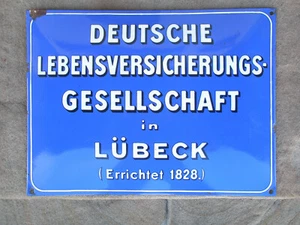 DEUTSCHE
LEBENSVERSICHERUNGS-
GESELLSCHAFT
in
LÜBECK
(Errichtet 1828.)